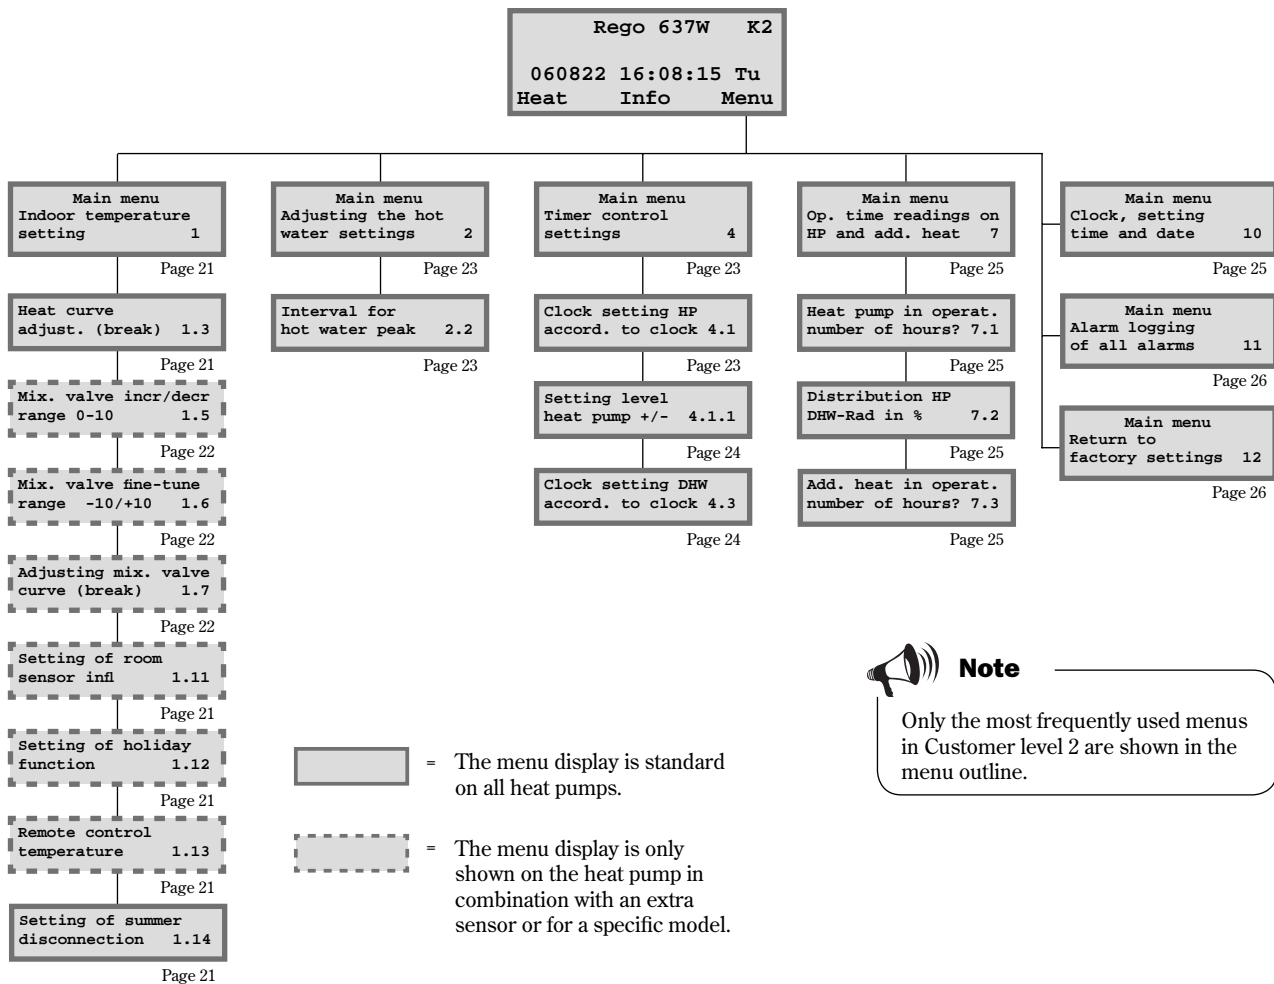 Rego 637W K2
060822 16:08:15 Tu
Heat Info Menu
Main menu
Indoor temperature
setting 1
Page 21
Heat curve
adjust. (break) 1.3
Page 21
Mix. valve incr/decr
range 0-10 1.5
Page 22
Mix. valve fine-tune
range -10/+10 1.6
Page 22
Adjusting mix. valve
curve (break) 1.7
Page 22
Setting of room
sensor infl 1.11
Page 21
Setting of holiday
function 1.12
Page 21
Remote control
temperature 1.13
Page 21
Setting of summer
disconnection 1.14
Page 21
Main menu
Adjusting the hot
water settings 2
Page 23
Interval for
hot water peak 2.2
Page 23
Main menu
Timer control
settings 4
Page 23
Clock setting HP
accord. to clock 4.1
Page 23
Setting level
heat pump +/- 4.1.1
Page 24
Clock setting DHW
accord. to clock 4.3
Page 24
Main menu
Op. time readings on
HP and add. heat 7
Page 25
Heat pump in operat.
number of hours? 7.1
Page 25
Distribution HP
DHW-Rad in % 7.2
Page 25
Add. heat in operat.
number of hours? 7.3
Page 25
Main menu
Clock, setting
time and date 10
Page 25
Main menu
Alarm logging
of all alarms 11
Page 26
Main menu
Return to
factory settings 12
Page 26
= The menu display is standard
on all heat pumps.
= The menu display is only
shown on the heat pump in
combination with an extra
sensor or for a specific model.
Note
Only the most frequently used menus
in Customer level 2 are shown in the
menu outline.